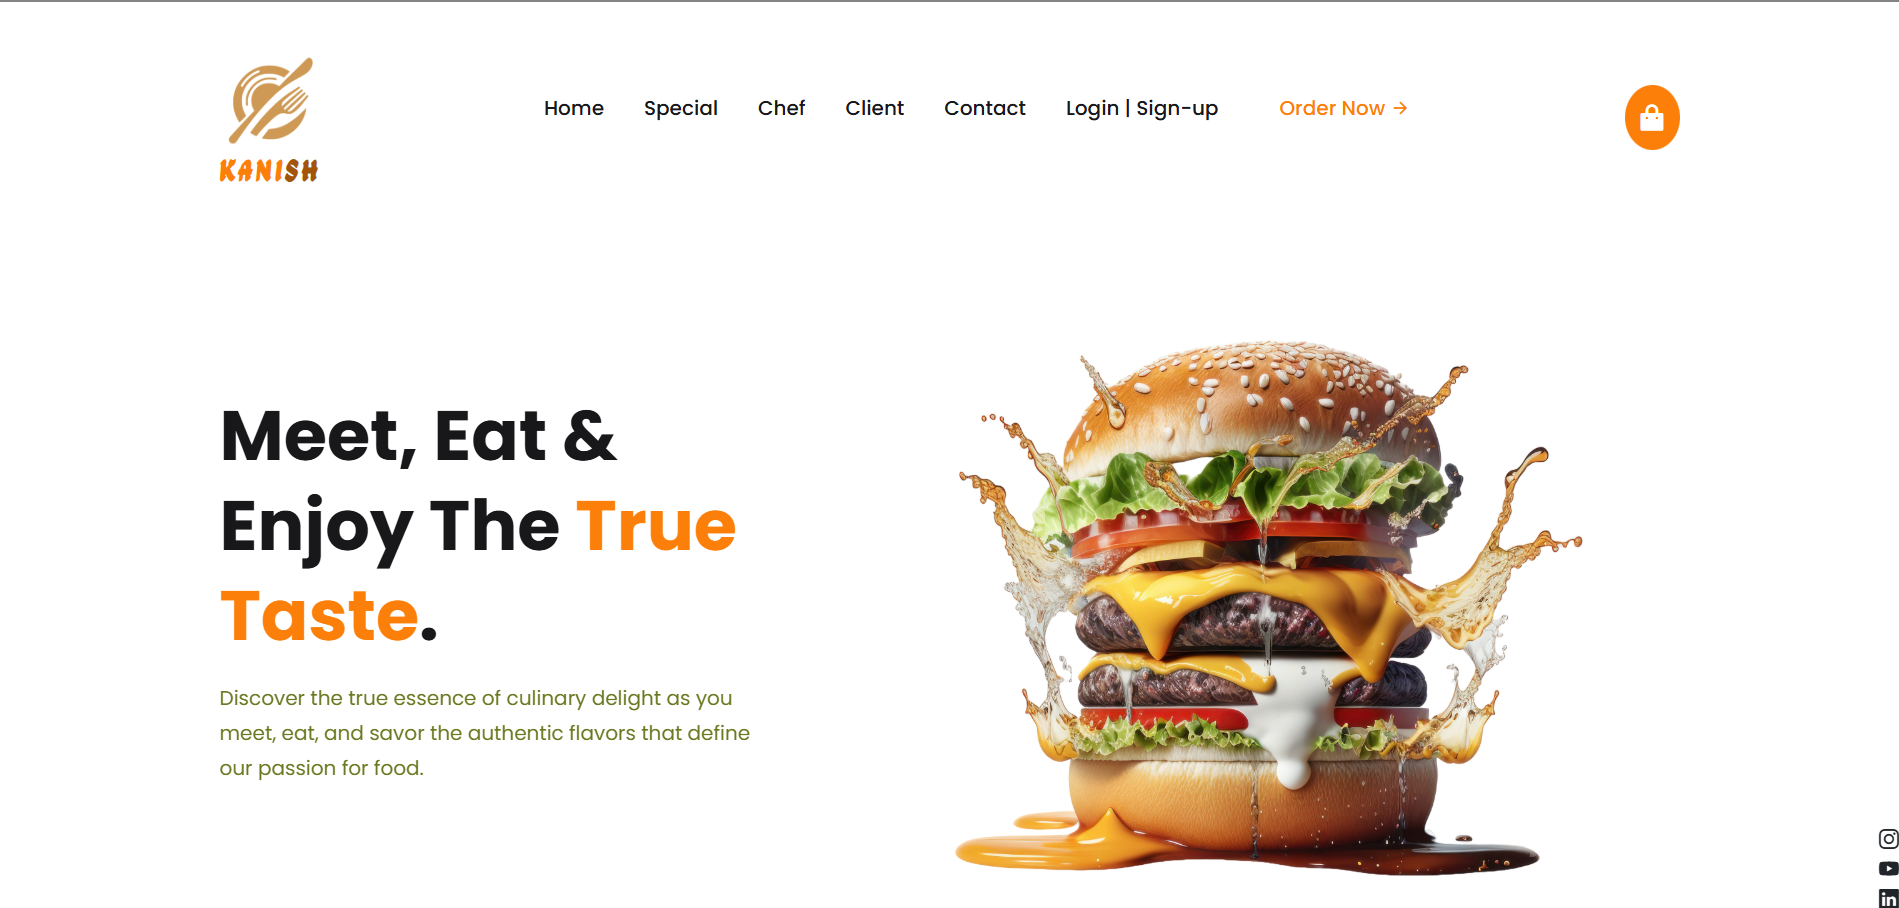 KANISH
Home Special Chef Client Contact Login | Sign-up Order Now →
Meet, Eat &
Enjoy The True
Taste.
Discover the true essence of culinary delight as you
meet, eat, and savor the authentic flavors that define
our passion for food.